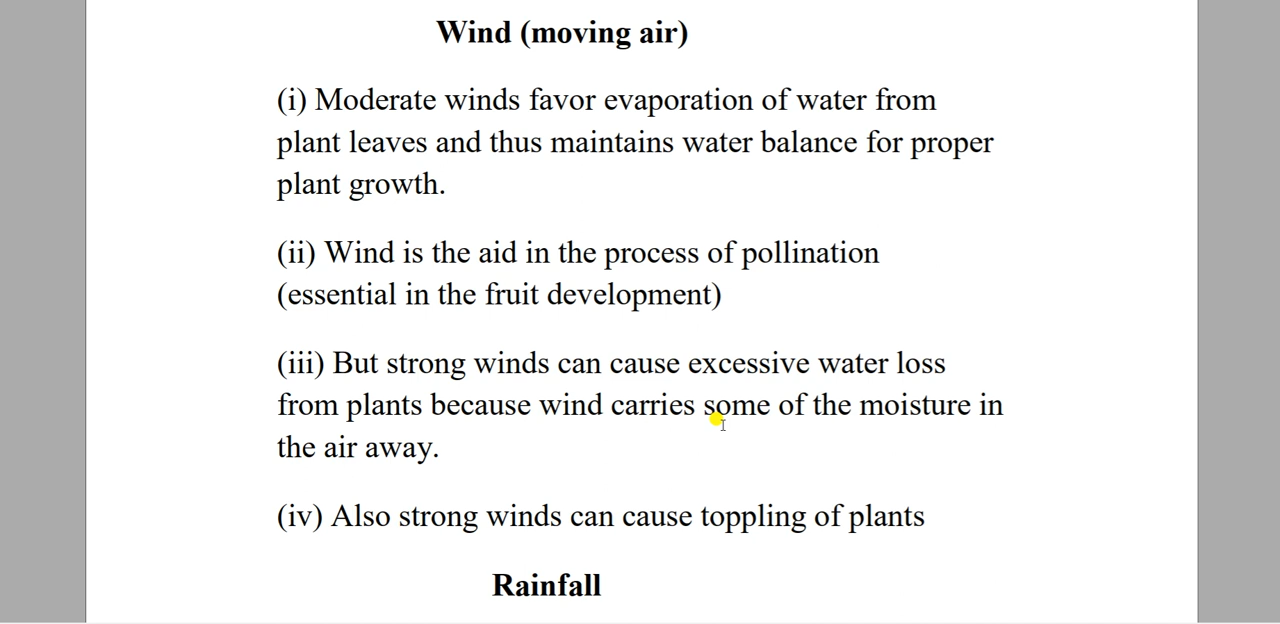 Wind (moving air)
(i) Moderate winds favor evaporation of water from
plant leaves and thus maintains water balance for proper
plant growth.
(ii) Wind is the aid in the process of pollination
(essential in the fruit development)
(iii) But strong winds can cause excessive water loss
from plants because wind carries some of the moisture in
the air away.
(iv) Also strong winds can cause toppling of plants
Rainfall